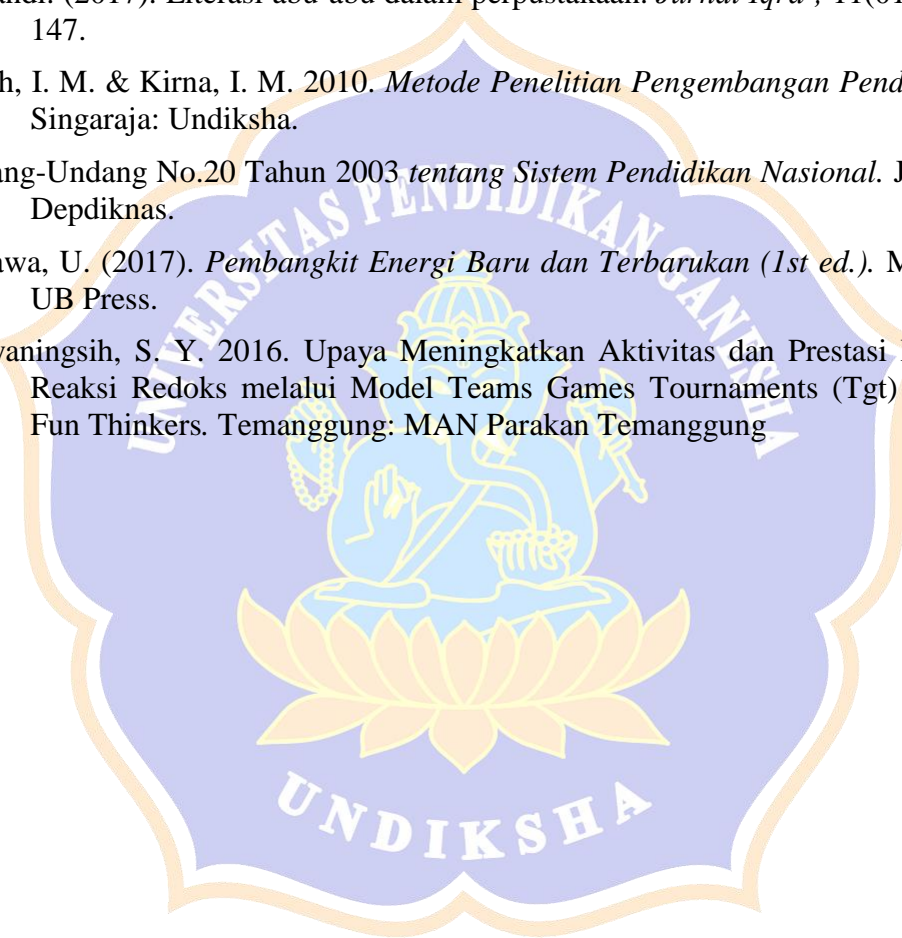 andi. (2017). Literasi abu-abu dalam perpustakaan. Jurnal Iqra', 11(01
147.
h, I. M. & Kirna, I. M. 2010. Metode Penelitian Pengembangan Pend
Singaraja: Undiksha.
ang-Undang No.20 Tahun 2003 tentang Sistem Pendidikan Nasional. J
Depdiknas.
awa, U. (2017). Pembangkit Energi Baru dan Terbarukan (1st ed.). M
UB Press.
aningsih, S. Y. 2016. Upaya Meningkatkan Aktivitas dan Prestasi
Reaksi Redoks melalui Model Teams Games Tournaments (Tgt)
Fun Thinkers. Temanggung: MAN Parakan Temanggung
UNIVERSITAS PENDIDIKAN GANESHA
UNDIKSHA